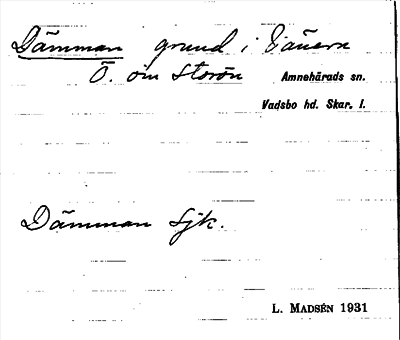 Dämman grund i Vänern
Ö. om Storön Amnehärads sn.
Vadsbo hd. Skar. l.
Dämman Sjk.
L. MADSÉN 1931